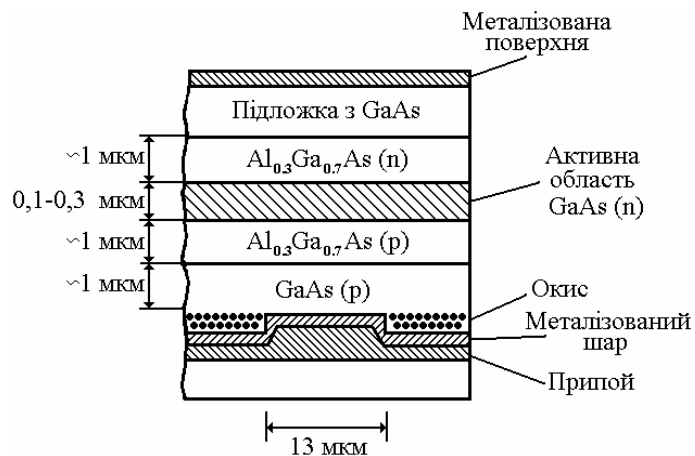 Металізована
поверхня
Підложка з GaAs
~1 мкм
Al0.3Ga0.7As (n)
Активна
область
GaAs (n)
0,1-0,3 мкм
~1 мкм
Al0.3Ga0.7As (p)
~1 мкм
GaAs (p)
Окис
Металізований
шар
Припой
13 мкм